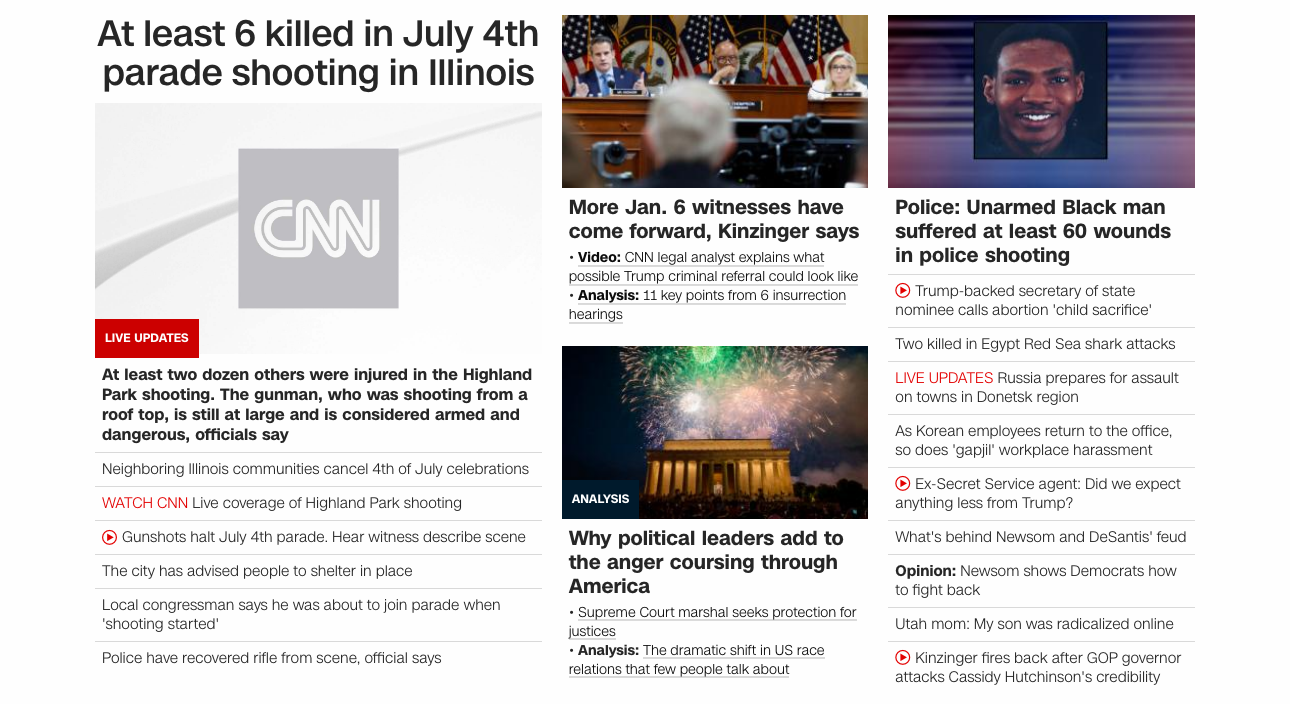 At least 6 killed in July 4th
parade shooting in Illinois
CNN
LIVE UPDATES
At least two dozen others were injured in the Highland
Park shooting. The gunman, who was shooting from a
roof top, is still at large and is considered armed and
dangerous, officials say
Neighboring Illinois communities cancel 4th of July celebrations
WATCH CNN Live coverage of Highland Park shooting
Gunshots halt July 4th parade. Hear witness describe scene
The city has advised people to shelter in place
Local congressman says he was about to join parade when
'shooting started'
Police have recovered rifle from scene, official says
More Jan. 6 witnesses have
come forward, Kinzinger says
• Video: CNN legal analyst explains what
possible Trump criminal referral could look like
• Analysis: 11 key points from 6 insurrection
hearings
ANALYSIS
Why political leaders add to
the anger coursing through
America
• Supreme Court marshal seeks protection for
justices
• Analysis: The dramatic shift in US race
relations that few people talk about
Police: Unarmed Black man
suffered at least 60 wounds
in police shooting
Trump-backed secretary of state
nominee calls abortion 'child sacrifice'
Two killed in Egypt Red Sea shark attacks
LIVE UPDATES Russia prepares for assault
on towns in Donetsk region
As Korean employees return to the office,
so does 'gapjil' workplace harassment
Ex-Secret Service agent: Did we expect
anything less from Trump?
What's behind Newsom and DeSantis' feud
Opinion: Newsom shows Democrats how
to fight back
Utah mom: My son was radicalized online
Kinzinger fires back after GOP governor
attacks Cassidy Hutchinson's credibility